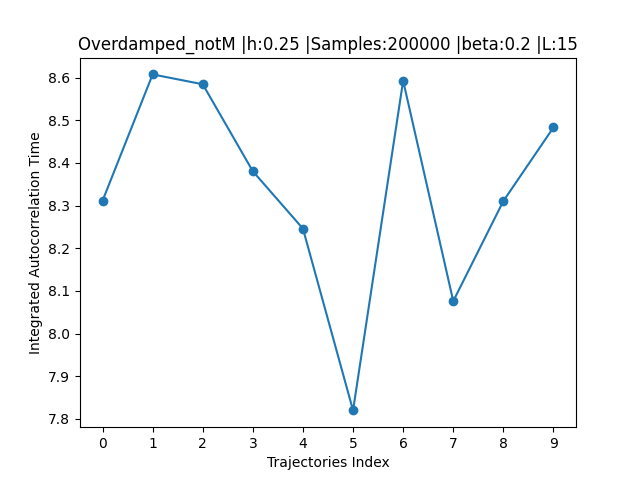 Overdamped_notM |h:0.25 |Samples:200000 |beta:0.2 |L:15
Integrated Autocorrelation Time
8.6
8.5
8.4
8.3
8.2
8.1
8.0
7.9
7.8
0 1 2 3 4 5 6 7 8 9
Trajectories Index